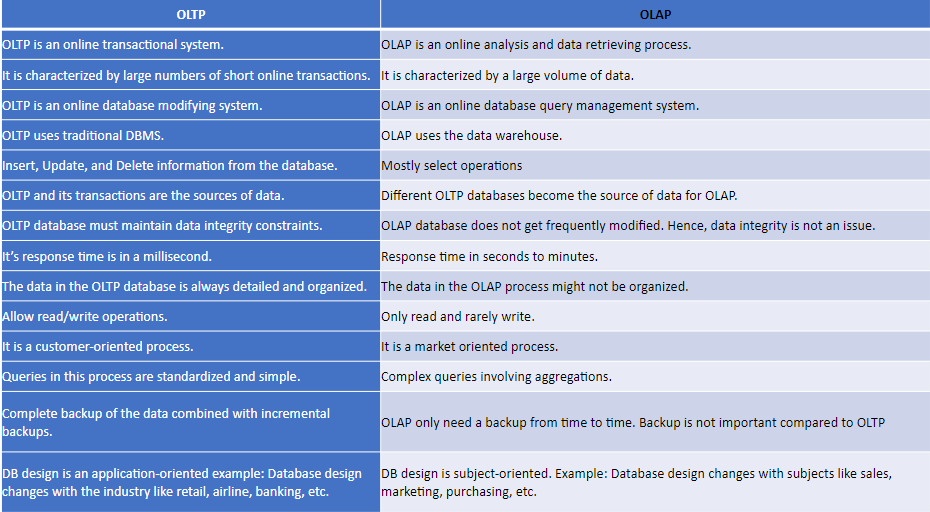 OLTP
OLAP
OLTP is an online transactional system.
OLAP is an online analysis and data retrieving process.
It is characterized by large numbers of short online transactions.
It is characterized by a large volume of data.
OLTP is an online database modifying system.
OLAP is an online database query management system.
OLTP uses traditional DBMS.
OLAP uses the data warehouse.
Insert, Update, and Delete information from the database.
Mostly select operations
OLTP and its transactions are the sources of data.
Different OLTP databases become the source of data for OLAP.
OLTP database must maintain data integrity constraints.
OLAP database does not get frequently modified. Hence, data integrity is not an issue.
It’s response time is in a millisecond.
Response time in seconds to minutes.
The data in the OLTP database is always detailed and organized.
The data in the OLAP process might not be organized.
Allow read/write operations.
Only read and rarely write.
It is a customer-oriented process.
It is a market oriented process.
Queries in this process are standardized and simple.
Complex queries involving aggregations.
Complete backup of the data combined with incremental
backups.
OLAP only need a backup from time to time. Backup is not important compared to OLTP
DB design is an application-oriented example: Database design
changes with the industry like retail, airline, banking, etc.
DB design is subject-oriented. Example: Database design changes with subjects like sales,
marketing, purchasing, etc.